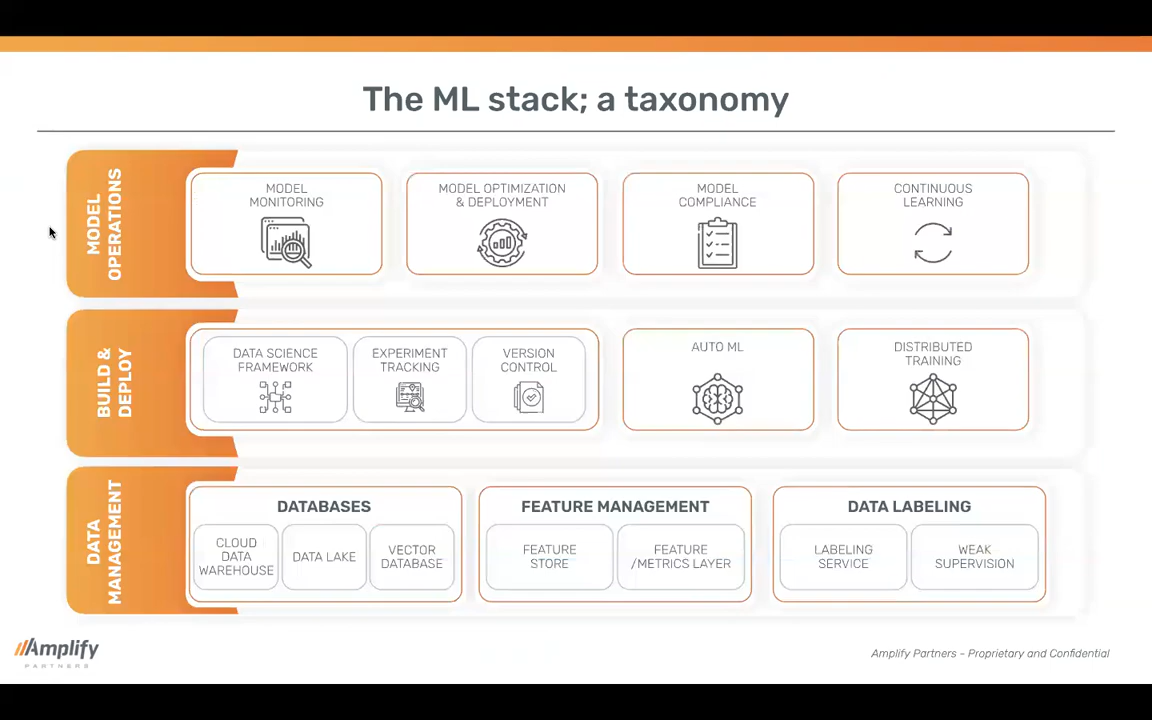 The ML stack; a taxonomy
MODEL
OPERATIONS
MODEL
MONITORING
MODEL OPTIMIZATION
& DEPLOYMENT
MODEL
COMPLIANCE
CONTINUOUS
LEARNING
BUILD &
DEPLOY
DATA SCIENCE
FRAMEWORK
EXPERIMENT
TRACKING
VERSION
CONTROL
AUTO ML
DISTRIBUTED
TRAINING
DATA
MANAGEMENT
DATABASES
CLOUD
DATA
WAREHOUSE
DATA LAKE
VECTOR
DATABASE
FEATURE MANAGEMENT
FEATURE
STORE
FEATURE
/METRICS LAYER
DATA LABELING
LABELING
SERVICE
WEAK
SUPERVISION
Amplify
PARTNERS
Amplify Partners – Proprietary and Confidential